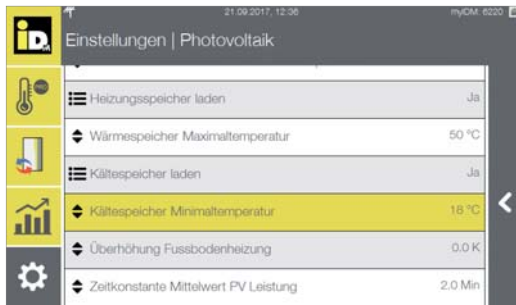 21.09.2017, 12:36
myIDM: 6220
iDM
Einstellungen | Photovoltaik
Heizungsspeicher laden Ja
Wärmespeicher Maximaltemperatur 50 °C
Kältespeicher laden Ja
Kältespeicher Minimaltemperatur 18 °C
Überhöhung Fussbodenheizung 0.0 K
Zeitkonstante Mittelwert PV Leistung 2.0 Min